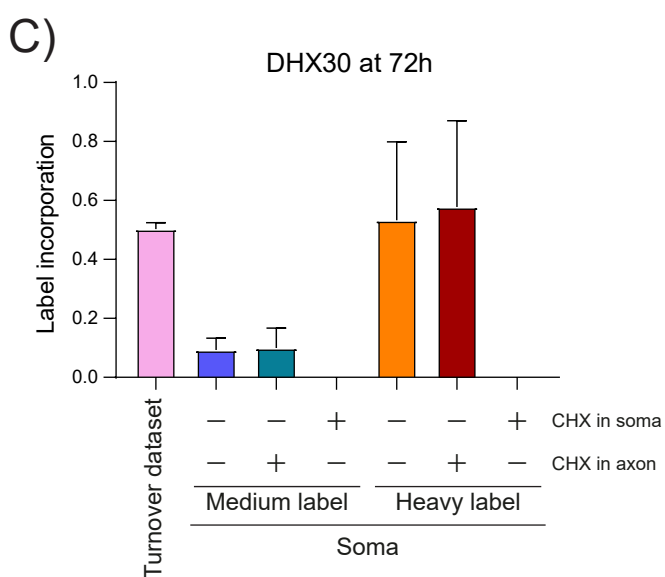 C)
DHX30 at 72h
Label incorporation
1.0
0.8
0.6
0.4
0.2
0.0
Turnover dataset
− − + − − + CHX in soma
− + − − + − CHX in axon
Medium label Heavy label
Soma